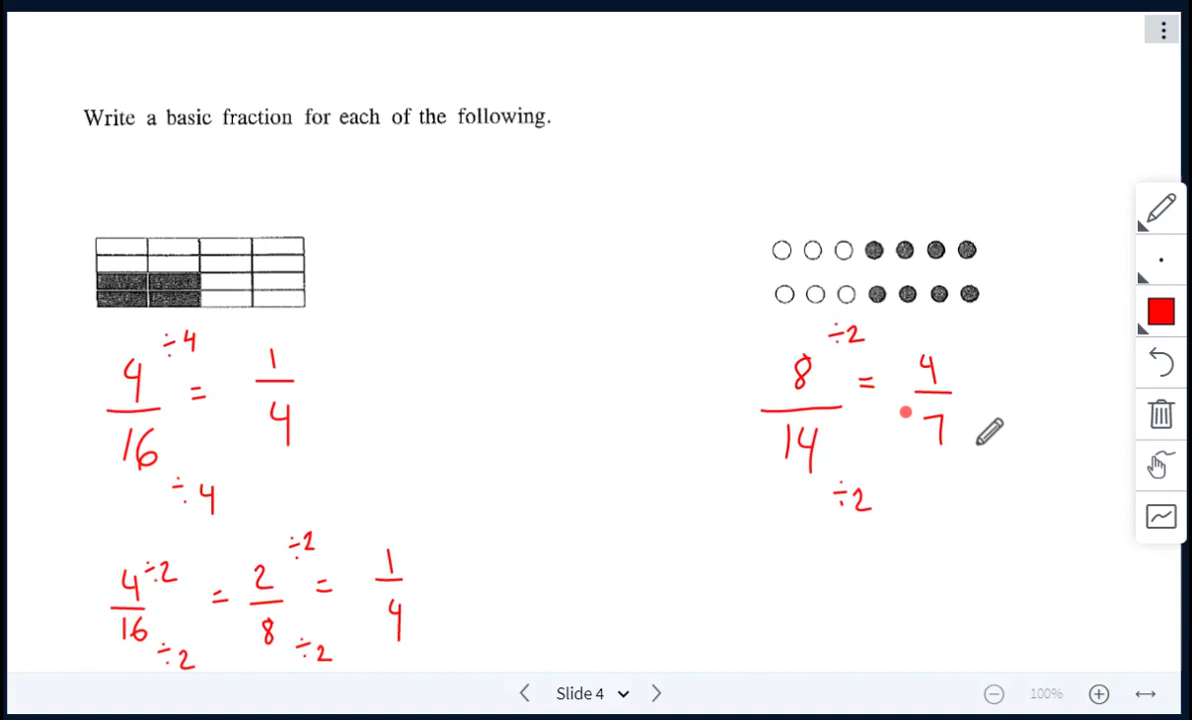 Write a basic fraction for each of the following.
4/16 ÷4 ÷4 = 1/4
4/16 ÷2 ÷2 = 2/8 ÷2 ÷2 = 1/4
8/14 ÷2 ÷2 = 4/7
Slide 4
100%